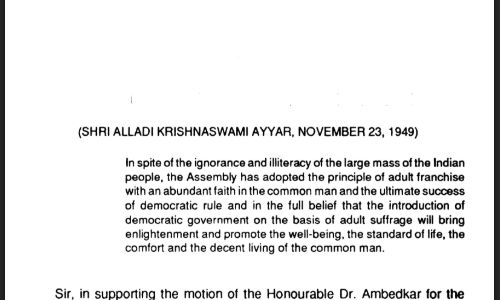 (SHRI ALLADI KRISHNASWAMI AYYAR, NOVEMBER 23, 1949)
In spite of the ignorance and illiteracy of the large mass of the Indian
people, the Assembly has adopted the principle of adult franchise
with an abundant faith in the common man and the ultimate success
of democratic rule and in the full belief that the introduction of
democratic government on the basis of adult suffrage will bring
enlightenment and promote the well-being, the standard of life, the
comfort and the decent living of the common man.
Sir, in supporting the motion of the Honourable Dr. Ambedkar for the